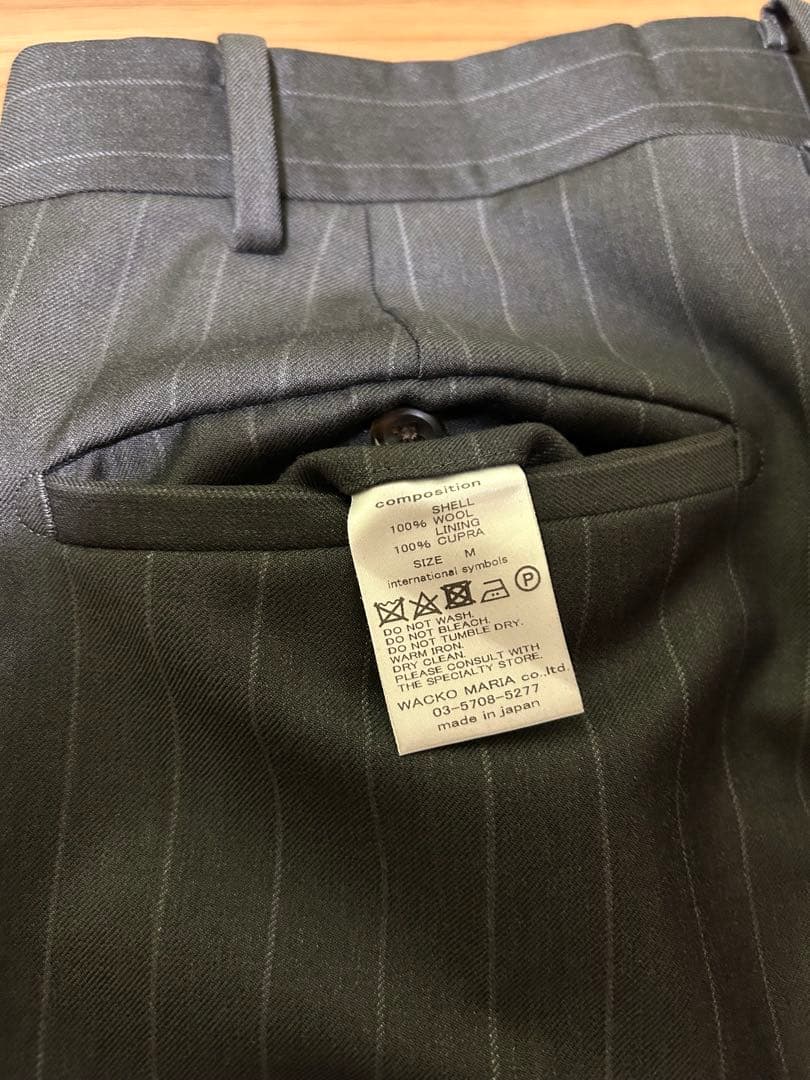 composition
SHELL
100% WOOL
LINING
100% CUPRA
SIZE M
international symbols
P
DO NOT WASH.
DO NOT BLEACH.
DO NOT TUMBLE DRY.
WARM IRON.
DRY CLEAN.
PLEASE CONSULT WITH
THE SPECIALTY STORE.
WACKO MARIA co.,ltd.
03-5708-5277
made in japan